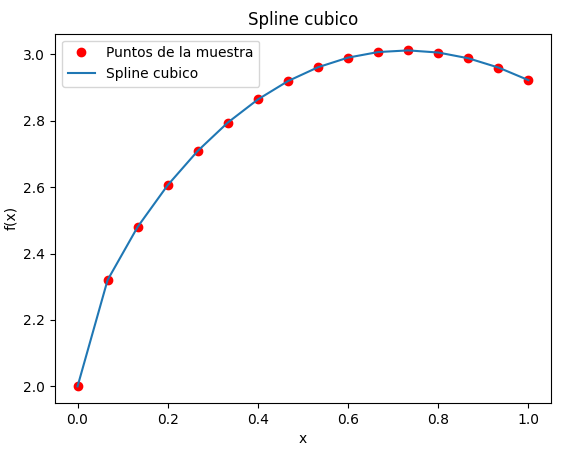 Spline cubico
Puntos de la muestra
Spline cubico
3.0
2.8
2.6
2.4
2.2
2.0
f(x)
0.0 0.2 0.4 0.6 0.8 1.0
x